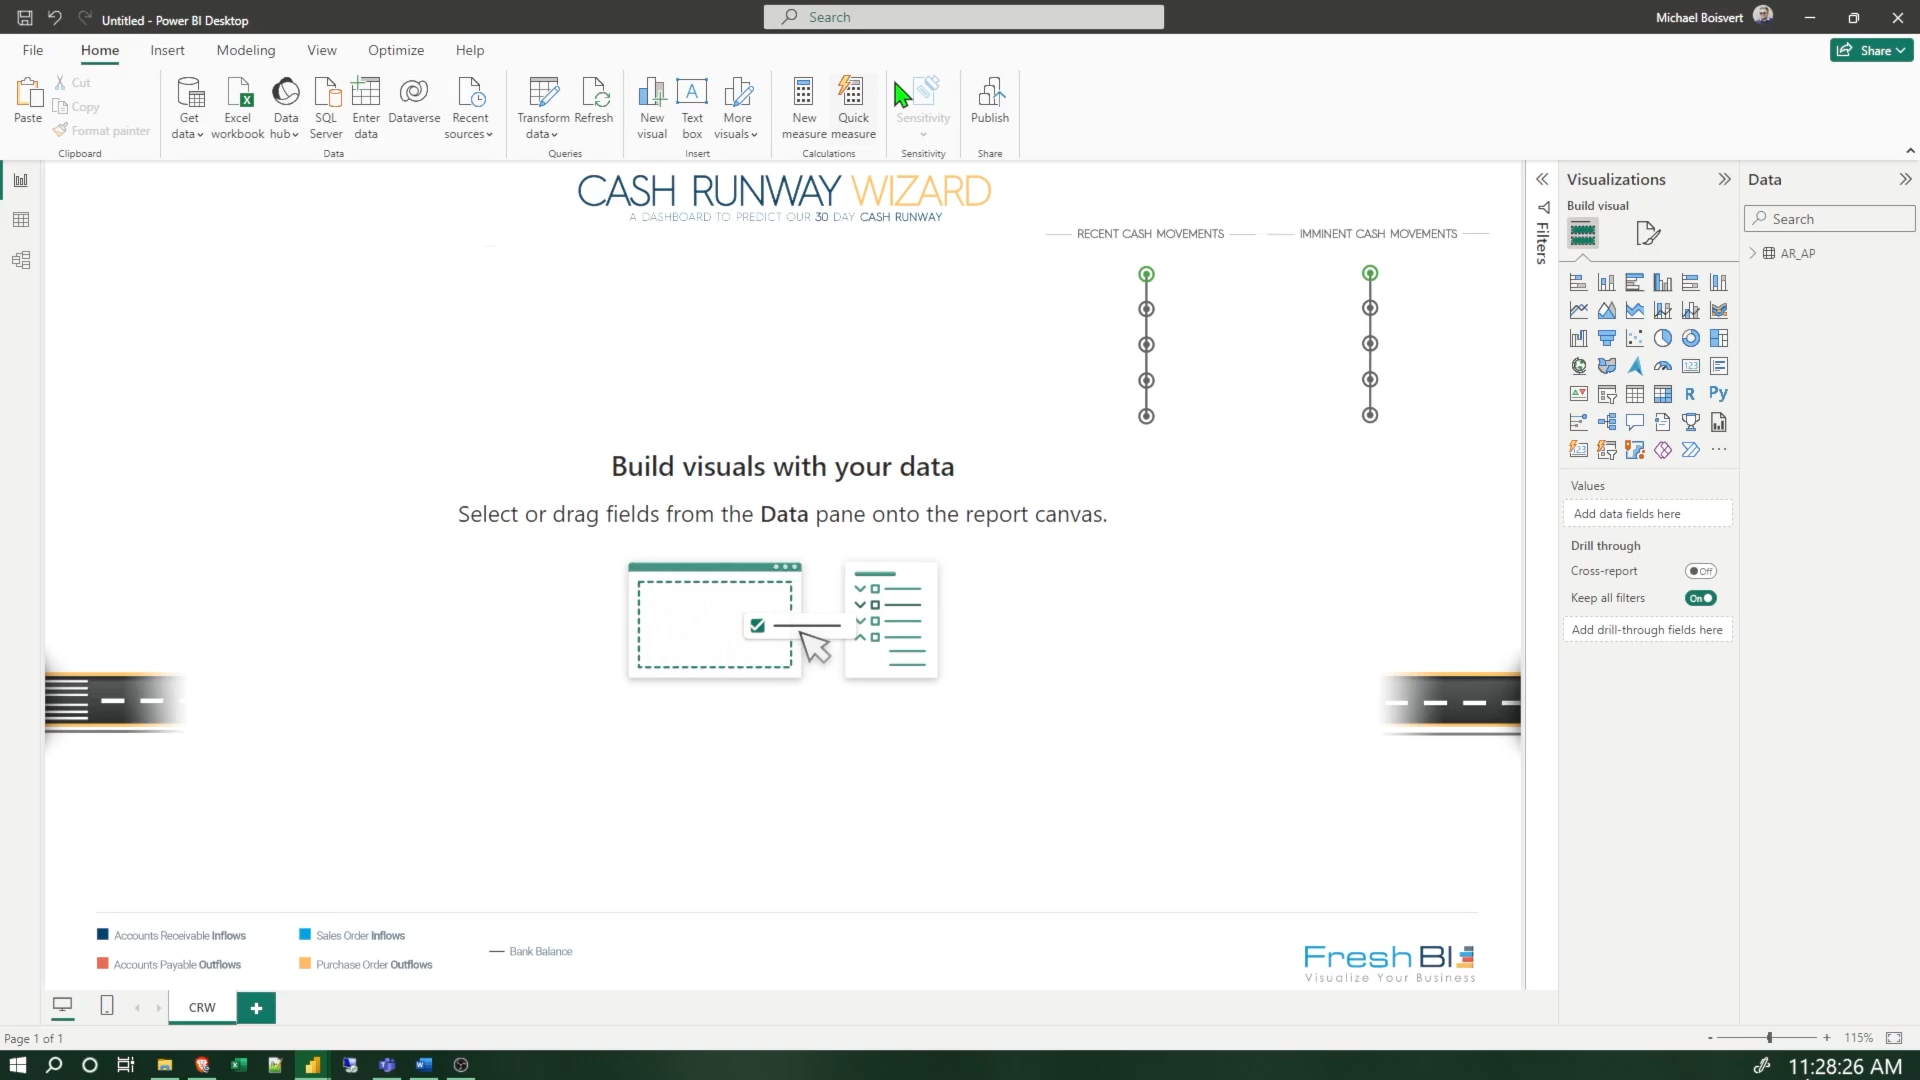 Untitled - Power BI Desktop
Search
Michael Boisvert
File
Home
Insert
Modeling
View
Optimize
Help
Share
Paste
Cut
Copy
Format painter
Clipboard
Get data
Excel workbook
Data hub
SQL Server
Enter data
Dataverse
Recent sources
Data
Transform data
Refresh
Queries
New visual
Text box
More visuals
Insert
New measure
Quick measure
Calculations
Sensitivity
Sensitivity
Publish
Share
CASH RUNWAY WIZARD
A DASHBOARD TO PREDICT OUR 30 DAY CASH RUNWAY
RECENT CASH MOVEMENTS
IMMINENT CASH MOVEMENTS
Build visuals with your data
Select or drag fields from the Data pane onto the report canvas.
Accounts Receivable Inflows
Sales Order Inflows
Bank Balance
Accounts Payable Outflows
Purchase Order Outflows
Fresh BI
Visualize Your Business
Filters
Visualizations
Build visual
123
R
Py
123
Values
Add data fields here
Drill through
Cross-report
Off
Keep all filters
On
Add drill-through fields here
Data
Search
AR_AP
CRW
Page 1 of 1
115%
11:28:26 AM